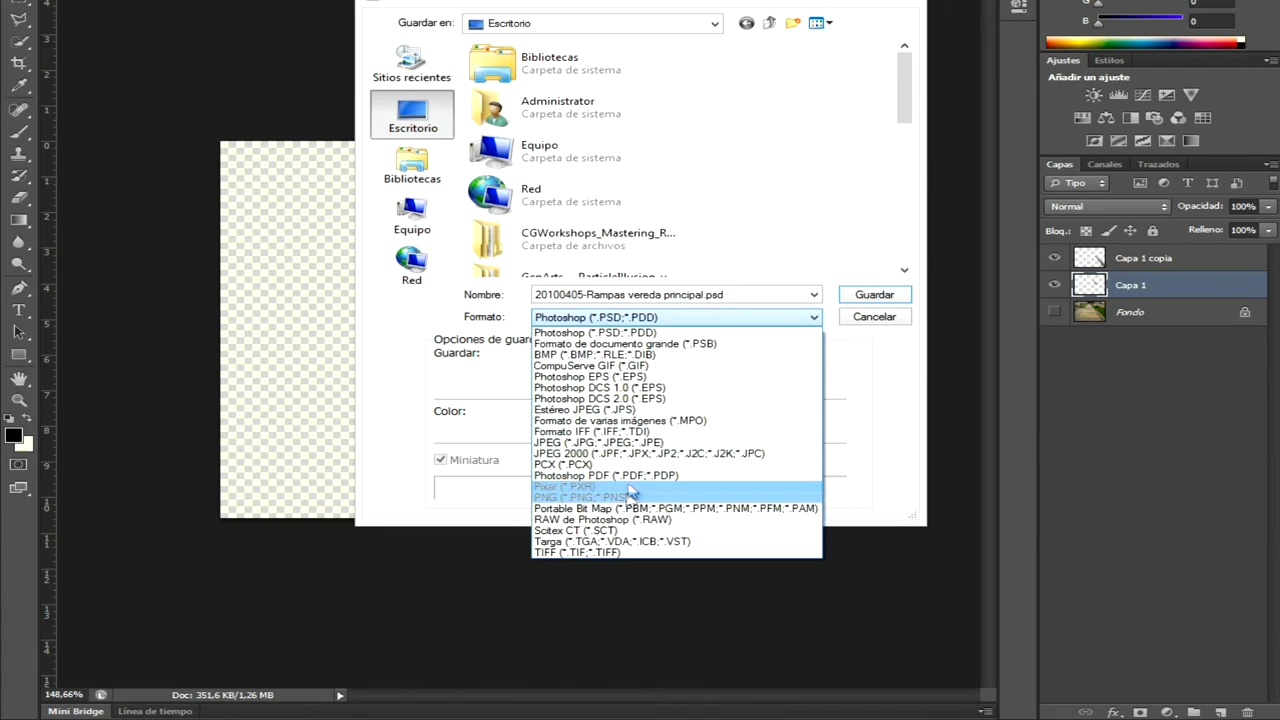 Guardar en:
Escritorio
Sitios recientes
Escritorio
Bibliotecas
Equipo
Red
Bibliotecas
Carpeta de sistema
Administrator
Carpeta de sistema
Equipo
Carpeta de sistema
Red
Carpeta de sistema
CGWorkshops_Mastering_R...
Carpeta de archivos
Nombre:
20100405-Rampas vereda principal.psd
Guardar
Formato:
Photoshop (*.PSD;*.PDD)
Cancelar
Photoshop (*.PSD;*.PDD)
Formato de documento grande (*.PSB)
BMP (*.BMP;*.RLE;*.DIB)
CompuServe GIF (*.GIF)
Photoshop EPS (*.EPS)
Photoshop DCS 1.0 (*.EPS)
Photoshop DCS 2.0 (*.EPS)
Estéreo JPEG (*.JPS)
Formato de varias imágenes (*.MPO)
Formato IFF (*.IFF;*.TDI)
JPEG (*.JPG;*.JPEG;*.JPE)
JPEG 2000 (*.JPF;*.JPX;*.JP2;*.J2C;*.J2K;*.JPC)
PCX (*.PCX)
Photoshop PDF (*.PDF;*.PDP)
Pixar (*.PXR)
PNG (*.PNG;*.PNS)
Portable Bit Map (*.PBM;*.PGM;*.PPM;*.PNM;*.PFM;*.PAM)
RAW de Photoshop (*.RAW)
Scitex CT (*.SCT)
Targa (*.TGA;*.VDA;*.ICB;*.VST)
TIFF (*.TIF;*.TIFF)
Opciones de guar
Guardar:
Color:
Miniatura
G 0
B 0
Ajustes Estilos
Añadir un ajuste
Capas Canales Trazados
Tipo
Normal Opacidad: 100%
Bloq.: Relleno: 100%
Capa 1 copia
Capa 1
Fondo
148,66% Doc: 351,6 KB/1,26 MB
Mini Bridge Línea de tiempo